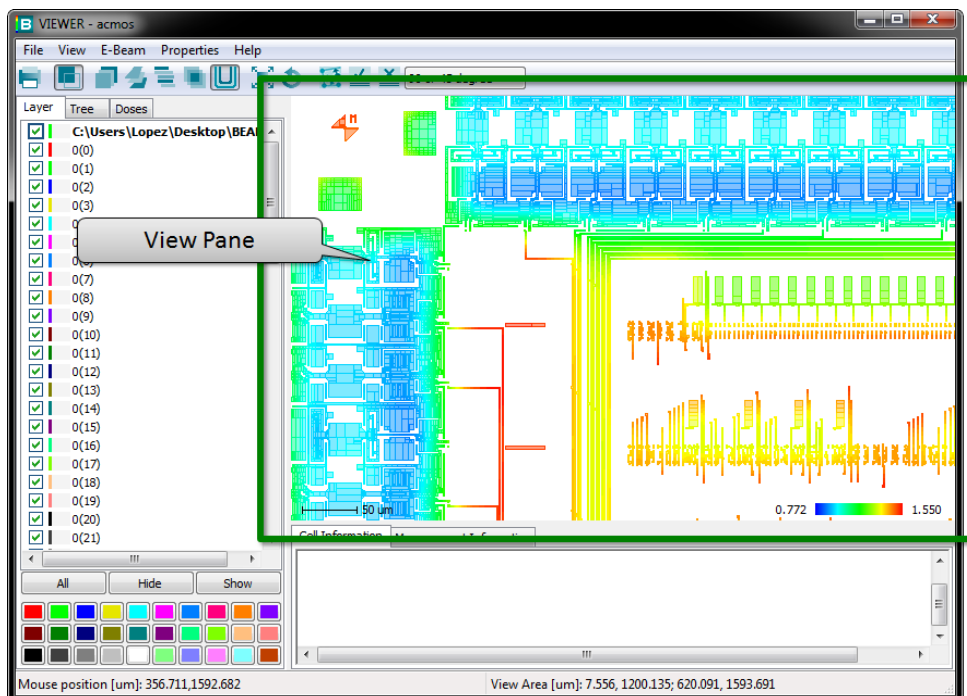 B VIEWER - acmos
File View E-Beam Properties Help
Layer Tree Doses
C:\Users\Lopez\Desktop\BEA
0(0)
0(1)
0(2)
0(3)
View Pane
0(7)
0(8)
0(9)
0(10)
0(11)
0(12)
0(13)
0(14)
0(15)
0(16)
0(17)
0(18)
0(19)
0(20)
0(21)
50 um
0.772 1.550
Cell Information
All Hide Show
Mouse position [um]: 356.711,1592.682 View Area [um]: 7.556, 1200.135; 620.091, 1593.691